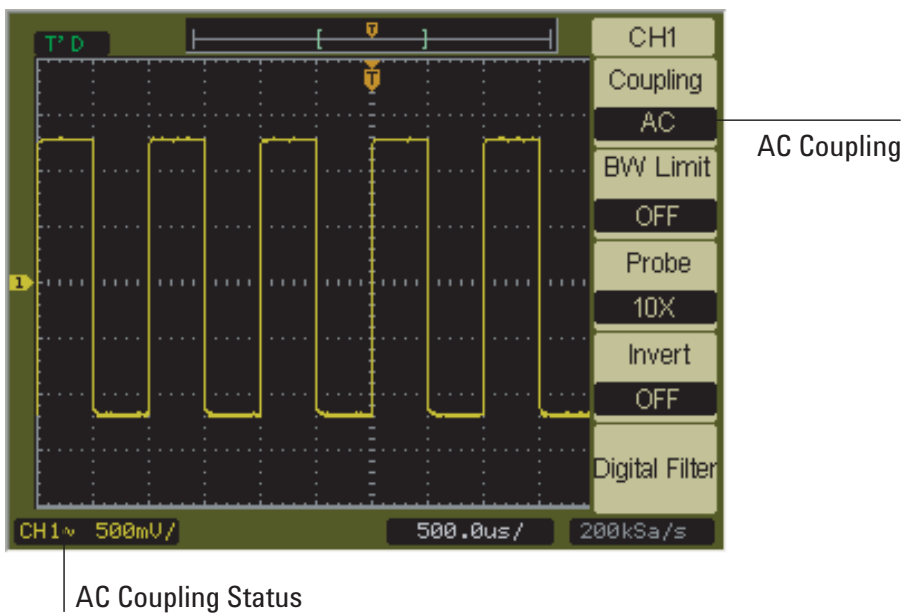 T'D
T
T
CH1
Coupling
AC
BW Limit
OFF
Probe
10X
Invert
OFF
Digital Filter
1
CH1∿ 500mV/
500.0us/
200kSa/s
AC Coupling
AC Coupling Status